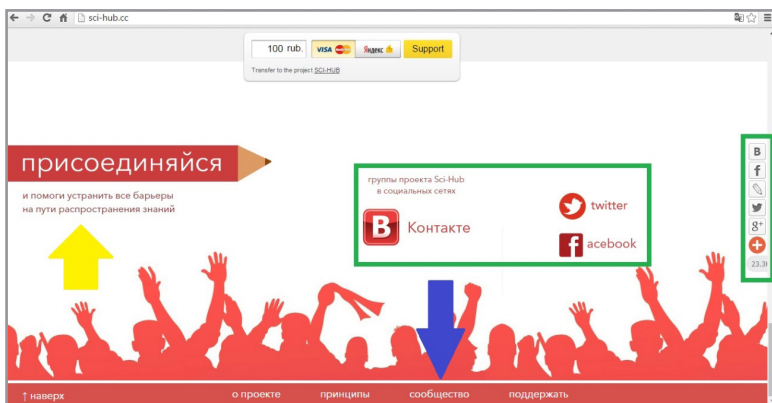 sci-hub.cc
100 rub.
VISA
Яндекс
Support
Transfer to the project SCI-HUB
присоединяйся
и помоги устранить все барьеры
на пути распространения знаний
группы проекта Sci-Hub
в социальных сетях
В Контакте
twitter
facebook
B
f
8+
23.3
↑ наверх
о проекте
принципы
сообщество
поддержать